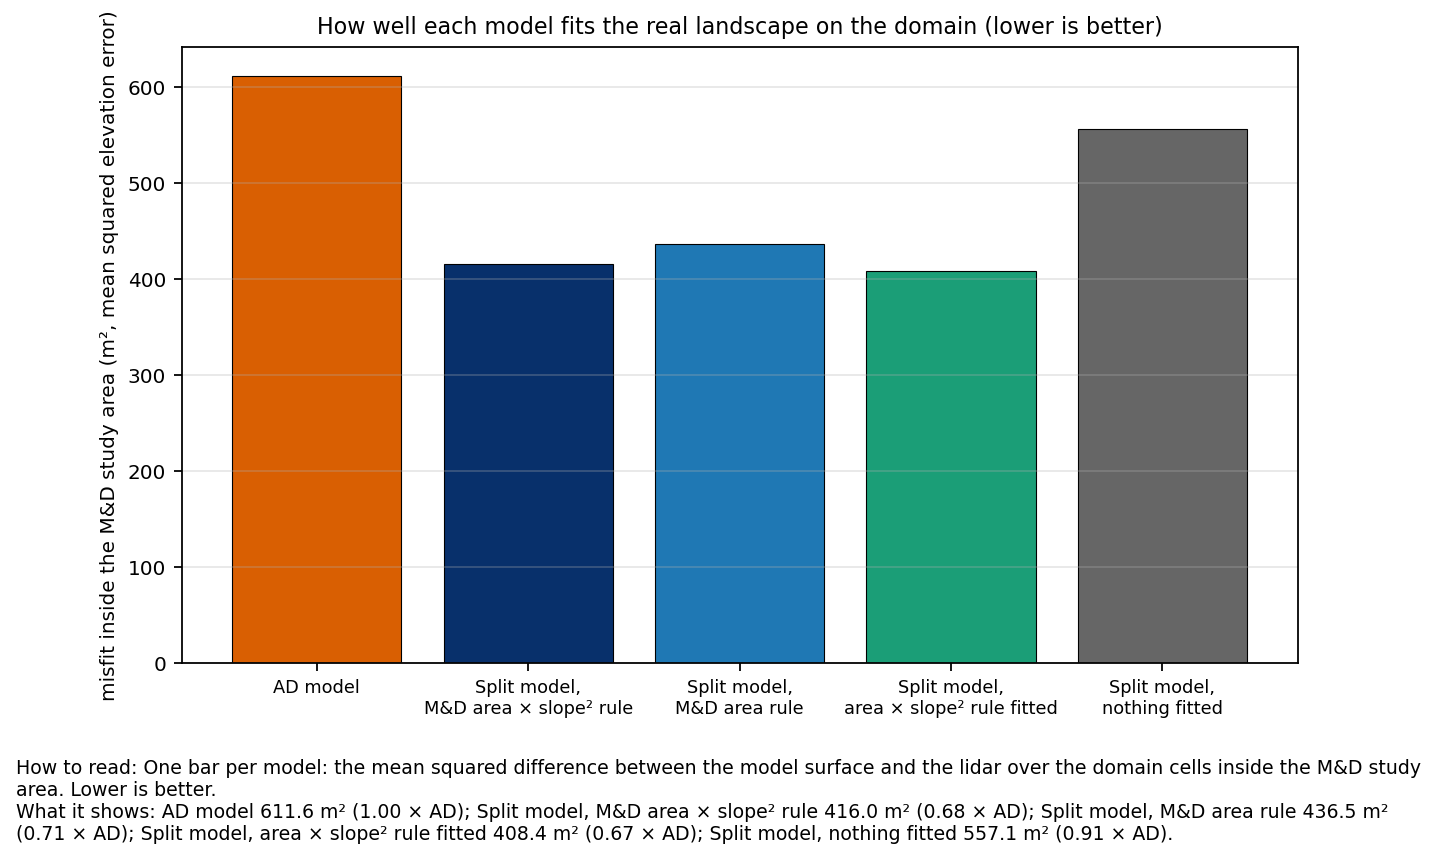 How well each model fits the real landscape on the domain (lower is better)
misfit inside the M&D study area (m², mean squared elevation error)
600
500
400
300
200
100
0
AD model
Split model,
M&D area × slope² rule
Split model,
M&D area rule
Split model,
area × slope² rule fitted
Split model,
nothing fitted
How to read: One bar per model: the mean squared difference between the model surface and the lidar over the domain cells inside the M&D study
area. Lower is better.
What it shows: AD model 611.6 m² (1.00 × AD); Split model, M&D area × slope² rule 416.0 m² (0.68 × AD); Split model, M&D area rule 436.5 m²
(0.71 × AD); Split model, area × slope² rule fitted 408.4 m² (0.67 × AD); Split model, nothing fitted 557.1 m² (0.91 × AD).